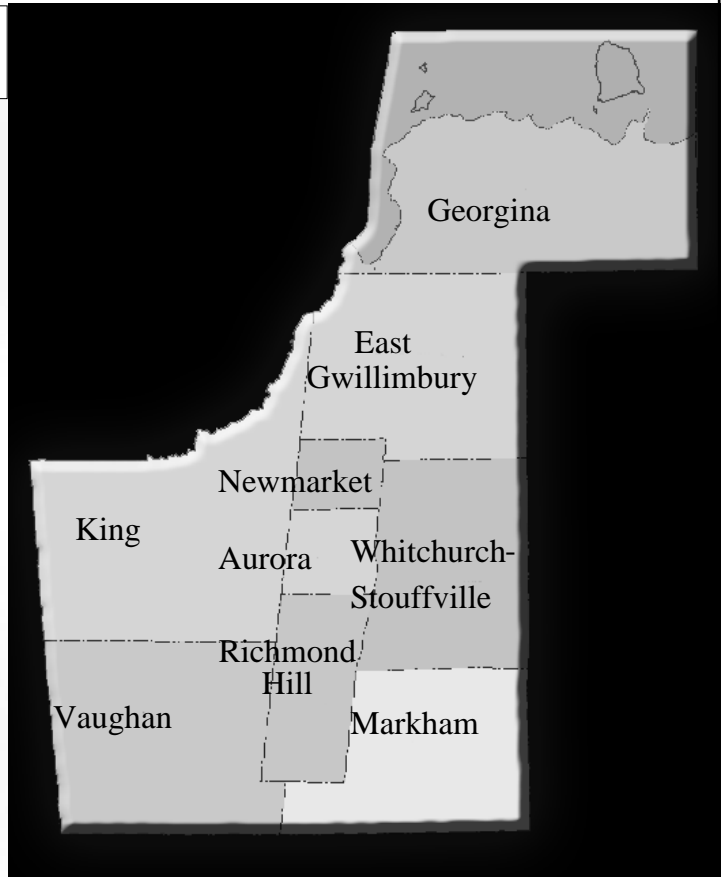 Georgina
East
Gwillimbury
Newmarket
King
Aurora
Whitchurch-
Stouffville
Richmond
Hill
Vaughan
Markham